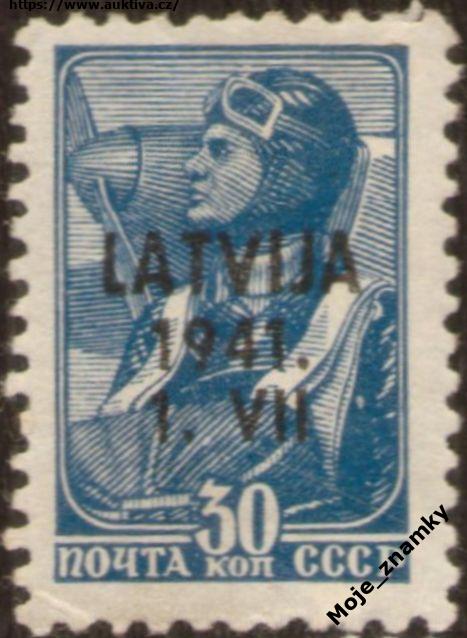 https://www.auktiva.cz/
LATVIJA
1941.
1. VII
30
ПОЧТА КОП СССР
Moje_znamky